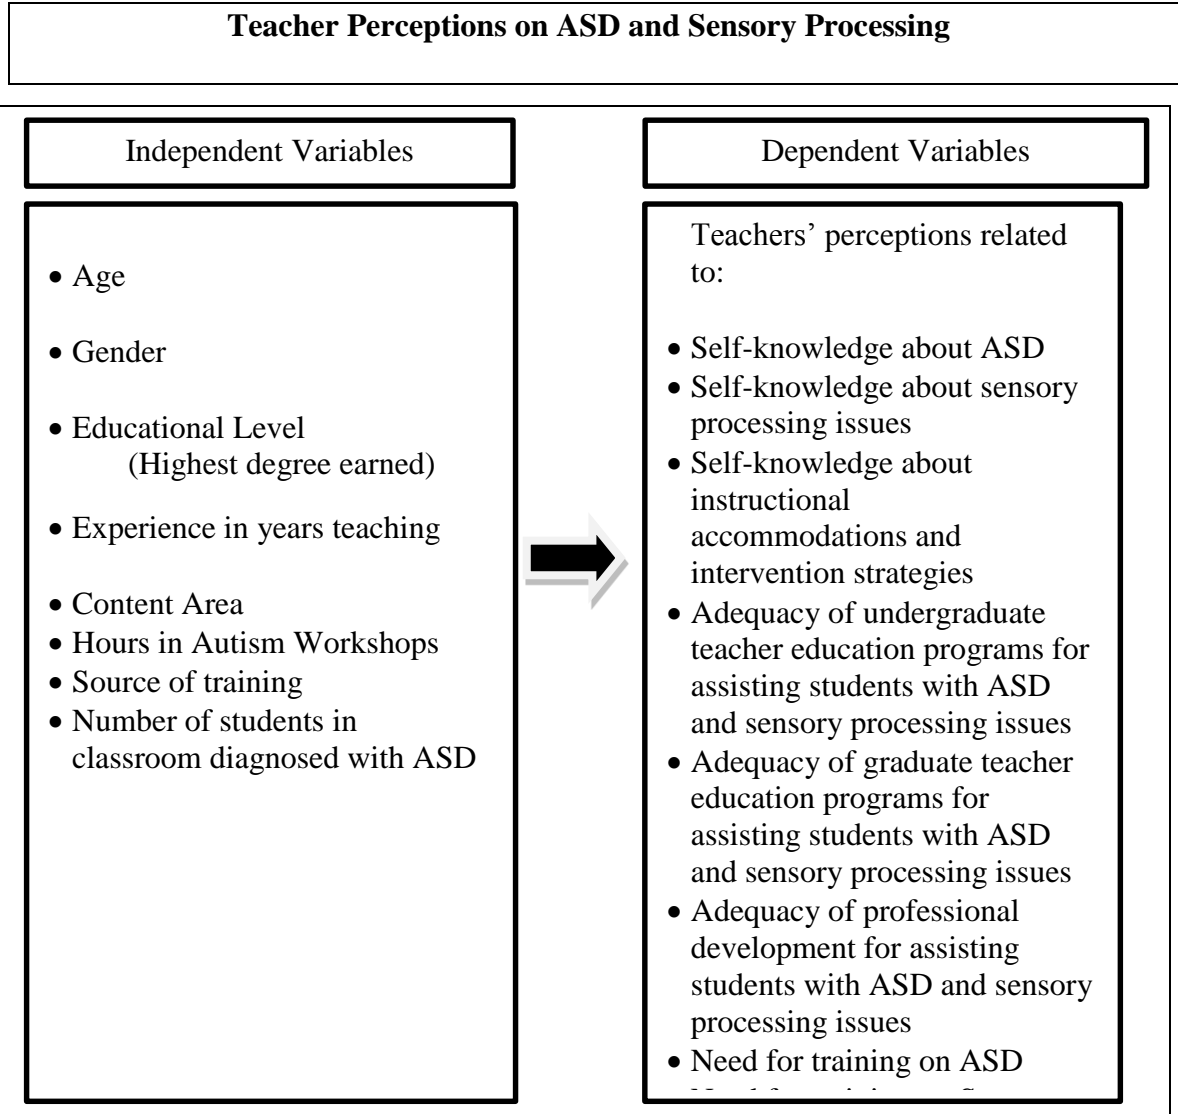 Teacher Perceptions on ASD and Sensory Processing
Independent Variables
• Age
• Gender
• Educational Level
(Highest degree earned)
• Experience in years teaching
• Content Area
• Hours in Autism Workshops
• Source of training
• Number of students in
classroom diagnosed with ASD
Dependent Variables
Teachers’ perceptions related
to:
• Self-knowledge about ASD
• Self-knowledge about sensory
processing issues
• Self-knowledge about
instructional
accommodations and
intervention strategies
• Adequacy of undergraduate
teacher education programs for
assisting students with ASD
and sensory processing issues
• Adequacy of graduate teacher
education programs for
assisting students with ASD
and sensory processing issues
• Adequacy of professional
development for assisting
students with ASD and sensory
processing issues
• Need for training on ASD